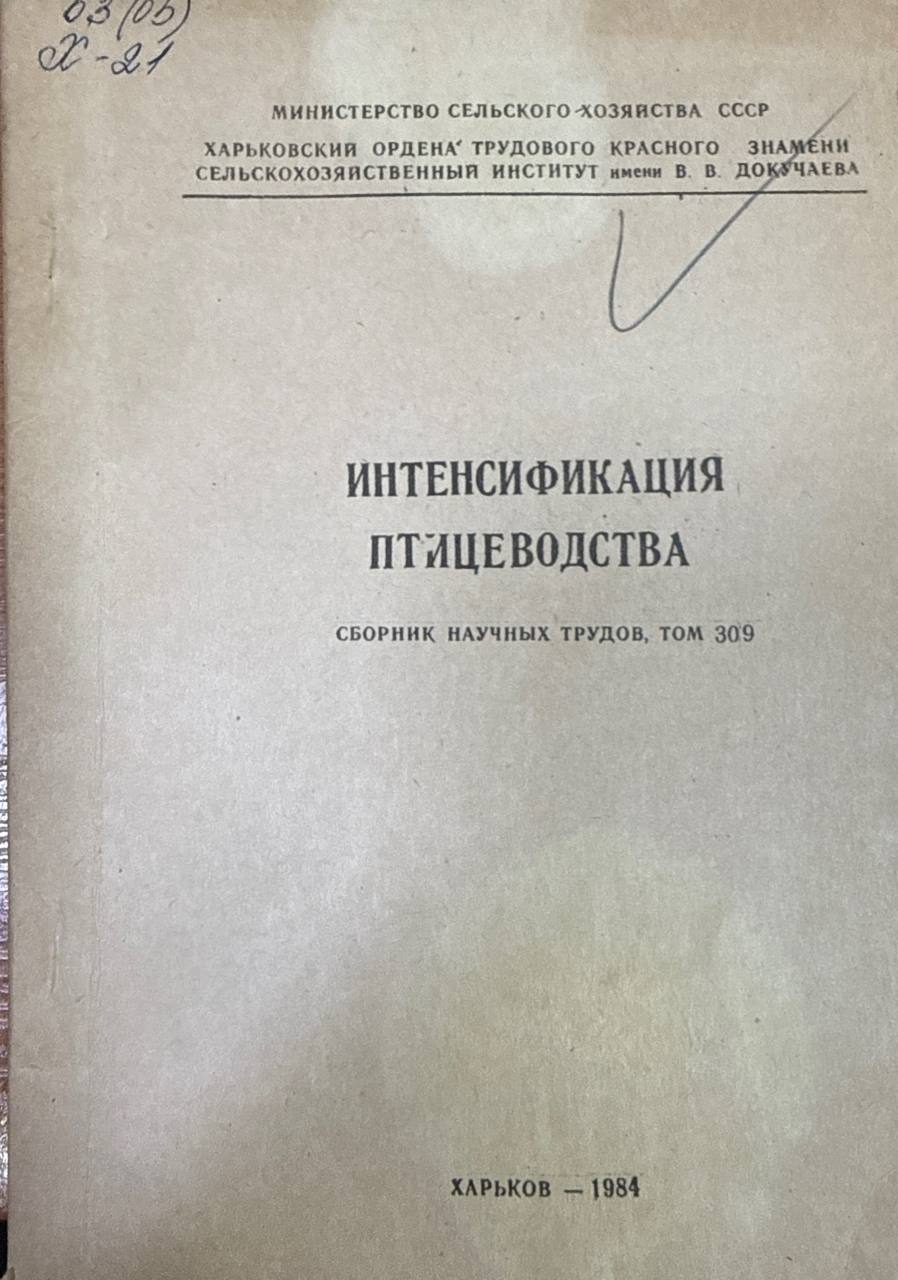 63 (05)
Х-21
МИНИСТЕРСТВО СЕЛЬСКОГО ХОЗЯЙСТВА СССР
ХАРЬКОВСКИЙ ОРДЕНА ТРУДОВОГО КРАСНОГО ЗНАМЕНИ
СЕЛЬСКОХОЗЯЙСТВЕННЫЙ ИНСТИТУТ имени В. В. ДОКУЧАЕВА
ИНТЕНСИФИКАЦИЯ
ПТИЦЕВОДСТВА
СБОРНИК НАУЧНЫХ ТРУДОВ, ТОМ 309
ХАРЬКОВ — 1984